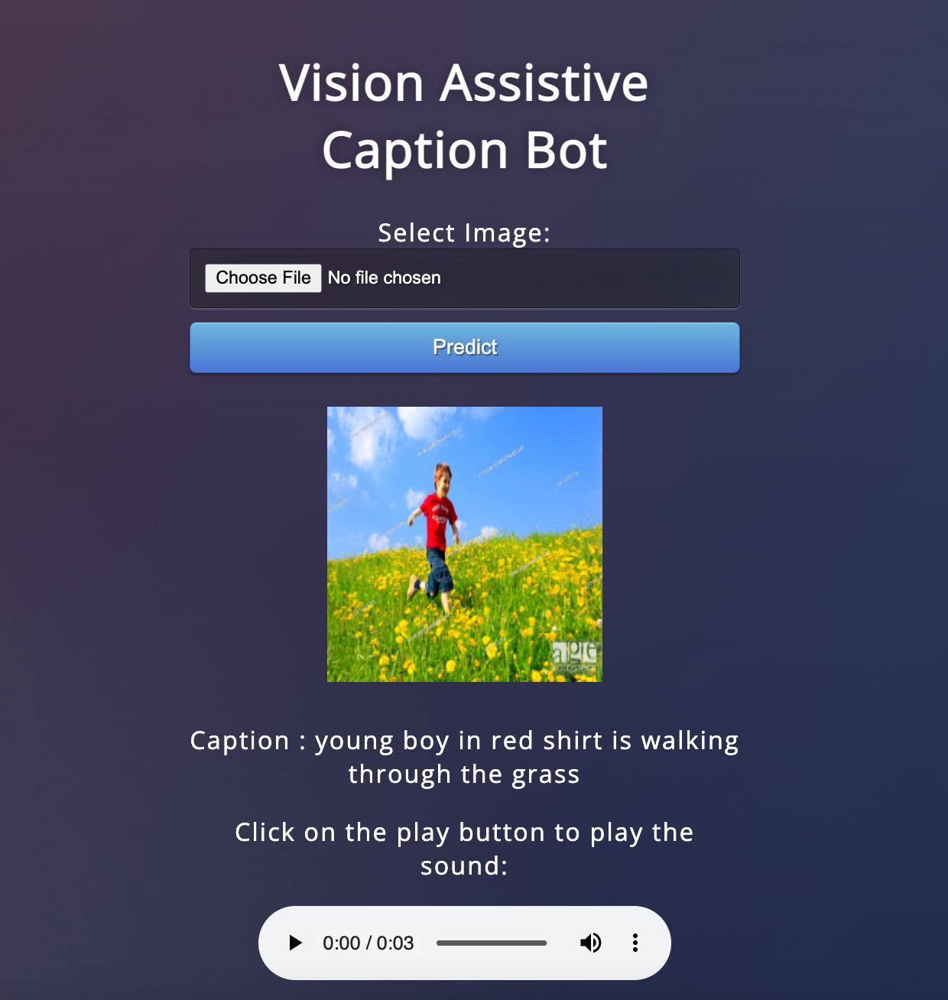 Vision Assistive
Caption Bot
Select Image:
Choose File No file chosen
Predict
age
Caption : young boy in red shirt is walking
through the grass
Click on the play button to play the
sound:
0:00 / 0:03